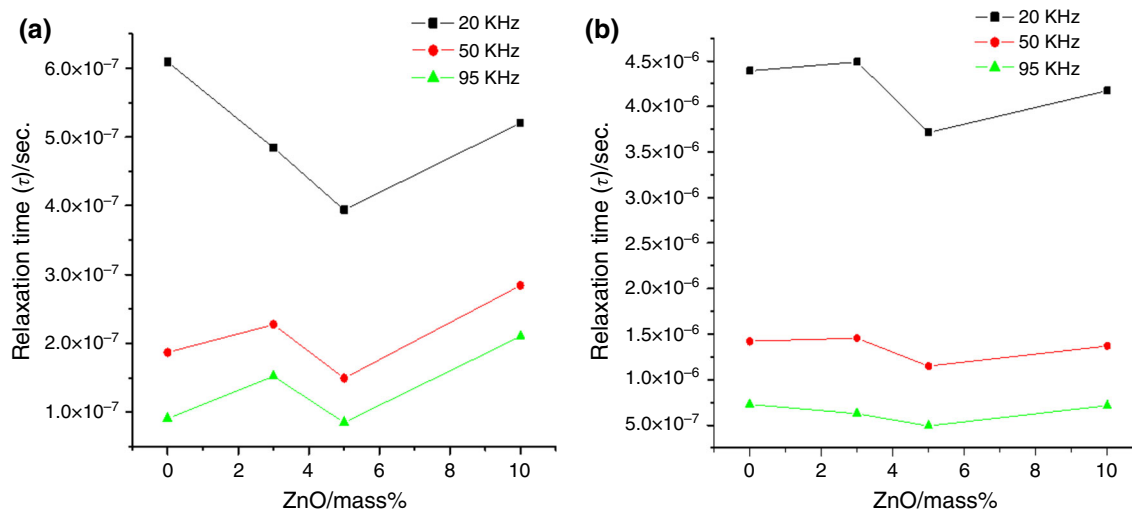 (a)
20 KHz
50 KHz
95 KHz
6.0×10⁻⁷
5.0×10⁻⁷
4.0×10⁻⁷
3.0×10⁻⁷
2.0×10⁻⁷
1.0×10⁻⁷
Relaxation time (τ)/sec.
0 2 4 6 8 10
ZnO/mass%
(b)
20 KHz
50 KHz
95 KHz
4.5×10⁻⁶
4.0×10⁻⁶
3.5×10⁻⁶
3.0×10⁻⁶
2.5×10⁻⁶
2.0×10⁻⁶
1.5×10⁻⁶
1.0×10⁻⁶
5.0×10⁻⁷
Relaxation time (τ)/sec.
0 2 4 6 8 10
ZnO/mass%